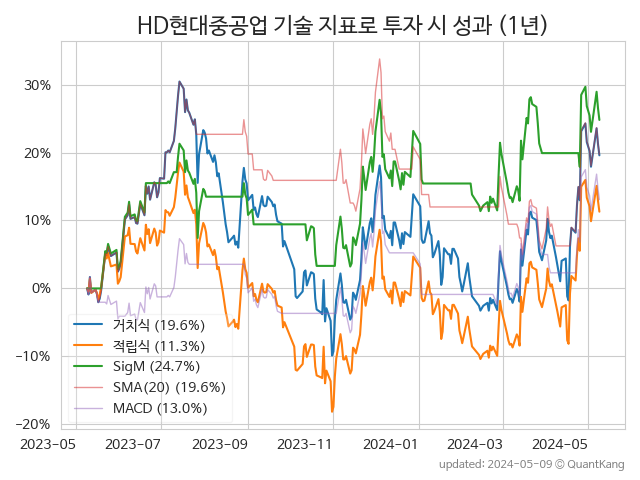 HD현대중공업 기술 지표로 투자 시 성과 (1년)
30%
20%
10%
0%
−10%
−20%
거치식 (19.6%)
적립식 (11.3%)
SigM (24.7%)
SMA(20) (19.6%)
MACD (13.0%)
2023-05
2023-07
2023-09
2023-11
2024-01
2024-03
2024-05
updated: 2024-05-09 © QuantKang